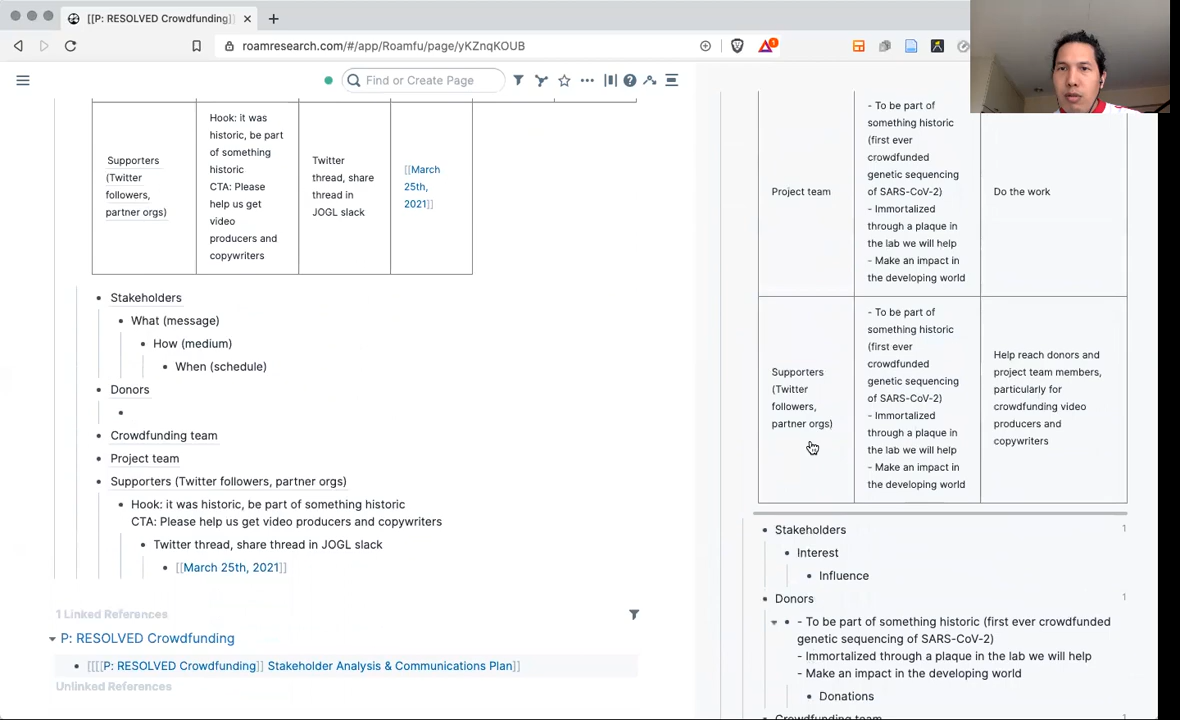 [[P: RESOLVED Crowdfunding]
roamresearch.com/#/app/Roamfu/page/yKZnqKOUB
1
Find or Create Page
Supporters
(Twitter
followers,
partner orgs)
Hook: it was
historic, be part
of something
historic
CTA: Please
help us get
video
producers and
copywriters
Twitter
thread, share
thread in
JOGL slack
[[March
25th,
2021]]
Stakeholders
What (message)
How (medium)
When (schedule)
Donors
Crowdfunding team
Project team
Supporters (Twitter followers, partner orgs)
Hook: it was historic, be part of something historic
CTA: Please help us get video producers and copywriters
Twitter thread, share thread in JOGL slack
[[March 25th, 2021]]
1 Linked References
P: RESOLVED Crowdfunding
[[[[P: RESOLVED Crowdfunding]] Stakeholder Analysis & Communications Plan]]
Unlinked References
Project team
- To be part of
something historic
(first ever
crowdfunded
genetic sequencing
of SARS-CoV-2)
- Immortalized
through a plaque in
the lab we will help
- Make an impact in
the developing world
Do the work
Supporters
(Twitter
followers,
partner orgs)
- To be part of
something historic
(first ever
crowdfunded
genetic sequencing
of SARS-CoV-2)
- Immortalized
through a plaque in
the lab we will help
- Make an impact in
the developing world
Help reach donors and
project team members,
particularly for
crowdfunding video
producers and
copywriters
Stakeholders 1
Interest
Influence
Donors 1
- To be part of something historic (first ever crowdfunded
genetic sequencing of SARS-CoV-2)
- Immortalized through a plaque in the lab we will help
- Make an impact in the developing world
Donations
Crowdfunding team 1